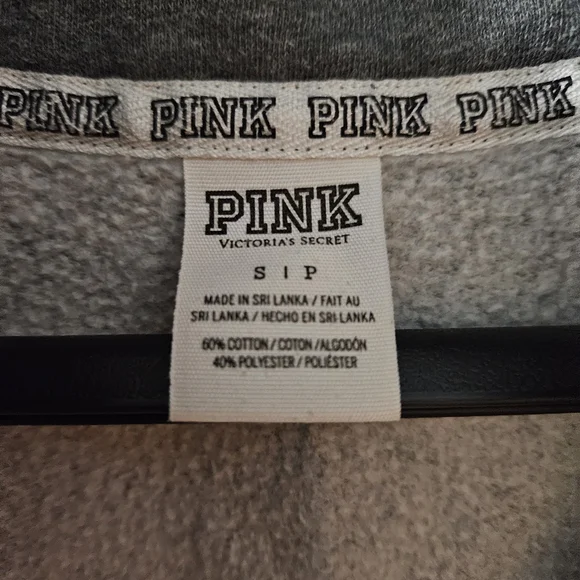 PINK PINK PINK PINK
PINK
VICTORIA'S SECRET
S | P
MADE IN SRI LANKA / FAIT AU
SRI LANKA / HECHO EN SRI LANKA
60% COTTON / COTON / ALGODÓN
40% POLYESTER / POLIÉSTER